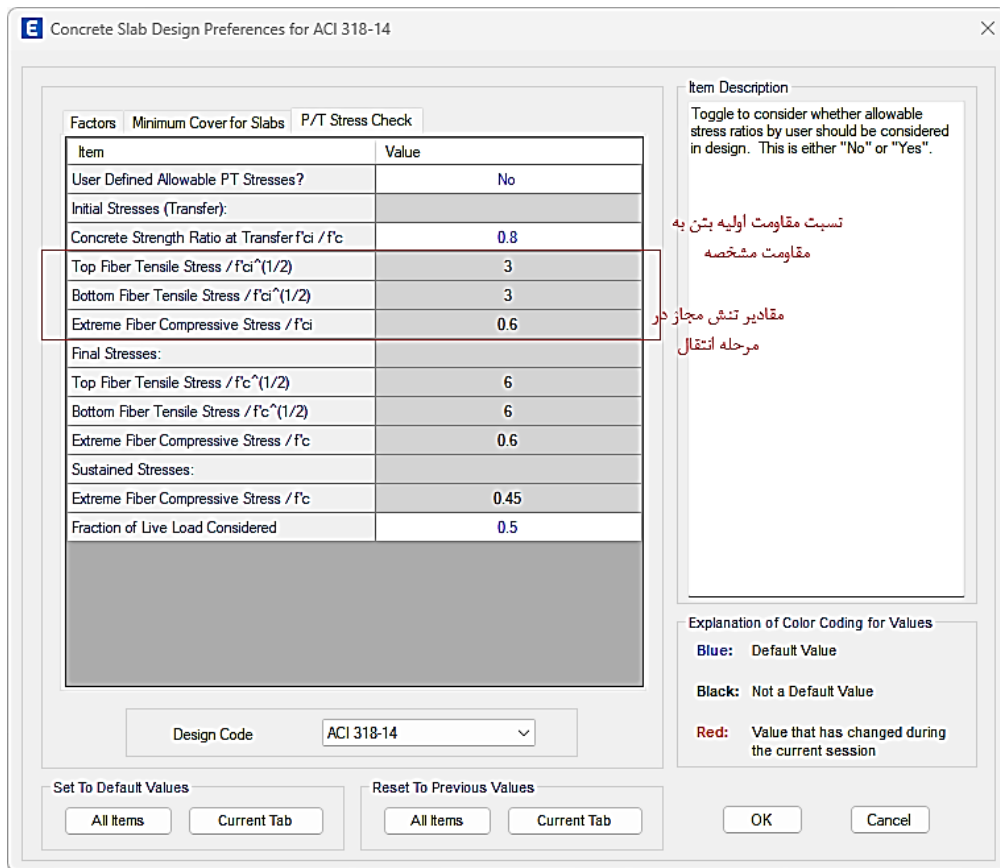 E Concrete Slab Design Preferences for ACI 318-14
Factors Minimum Cover for Slabs P/T Stress Check
Item Value
User Defined Allowable PT Stresses? No
Initial Stresses (Transfer):
Concrete Strength Ratio at Transfer f'ci / f'c 0.8
Top Fiber Tensile Stress / f'ci^(1/2) 3
Bottom Fiber Tensile Stress / f'ci^(1/2) 3
Extreme Fiber Compressive Stress / f'ci 0.6
Final Stresses:
Top Fiber Tensile Stress / f'c^(1/2) 6
Bottom Fiber Tensile Stress / f'c^(1/2) 6
Extreme Fiber Compressive Stress / f'c 0.6
Sustained Stresses:
Extreme Fiber Compressive Stress / f'c 0.45
Fraction of Live Load Considered 0.5
Design Code ACI 318-14
Set To Default Values
All Items Current Tab
Reset To Previous Values
All Items Current Tab
Item Description
Toggle to consider whether allowable
stress ratios by user should be considered
in design. This is either "No" or "Yes".
نسبت مقاومت اولیه بتن به
مقاومت مشخصه
مقادیر تنش مجاز در
مرحله انتقال
Explanation of Color Coding for Values
Blue: Default Value
Black: Not a Default Value
Red: Value that has changed during
the current session
OK Cancel